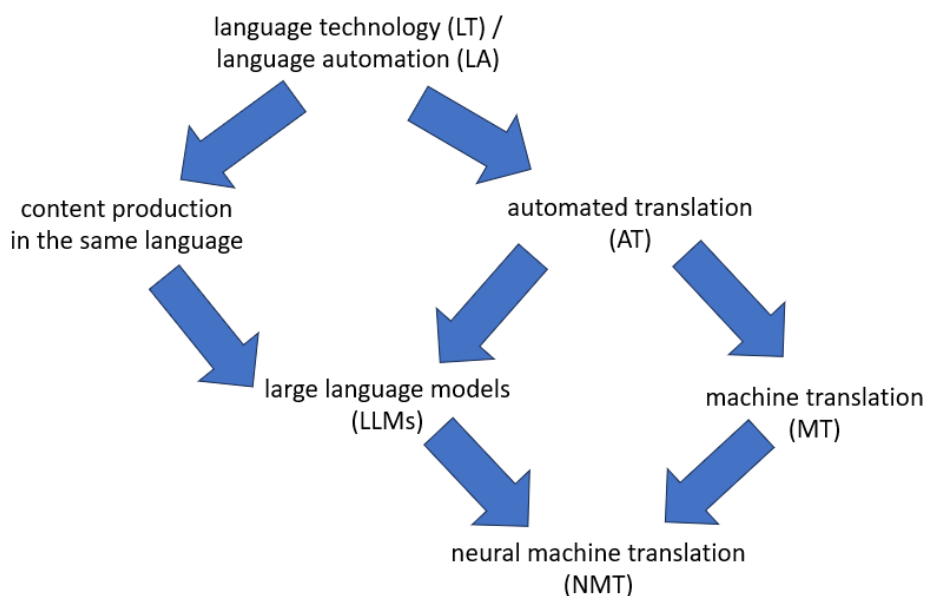 language technology (LT) /
language automation (LA)
content production
in the same language
automated translation
(AT)
large language models
(LLMs)
machine translation
(MT)
neural machine translation
(NMT)